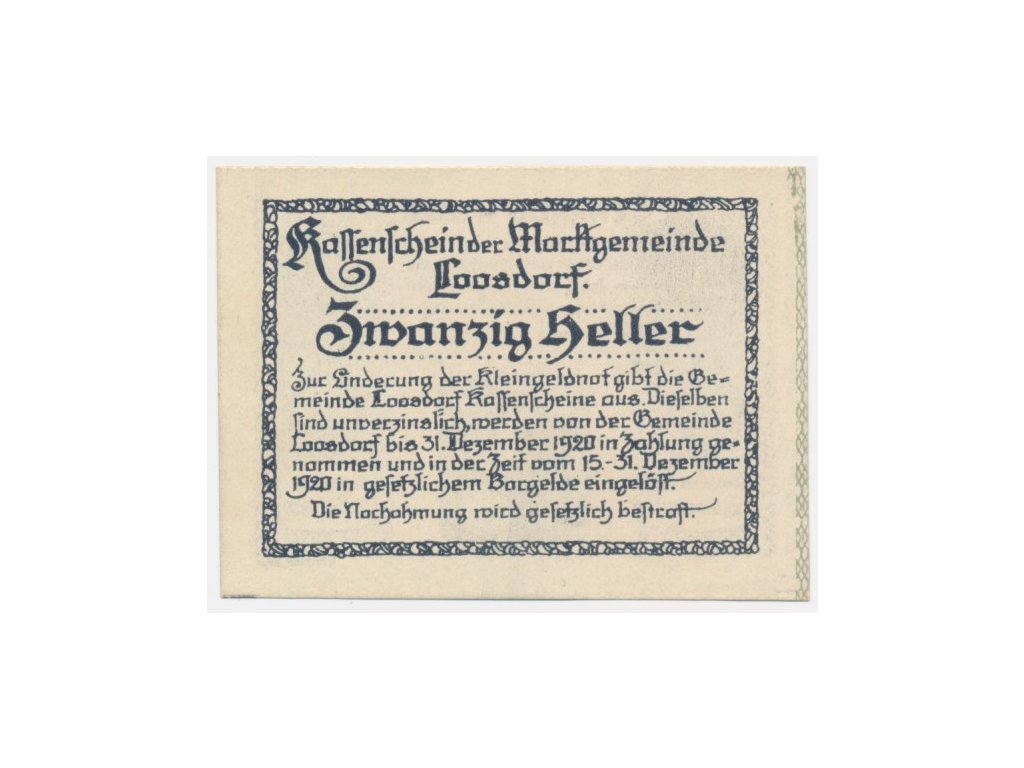 Kassenschein der Marktgemeinde
Loosdorf.
Zwanzig Heller
Zur Linderung der Kleingeldnot gibt die Ge-
meinde Loosdorf Kassenscheine aus. Dieselben
sind unverzinslich, werden von der Gemeinde
Loosdorf bis 31. Dezember 1920 in Zahlung ge-
nommen und in der Zeit vom 15.-31. Dezember
1920 in gesetzlichem Bargelde eingelöst.
Die Nachahmung wird gesetzlich bestraft.